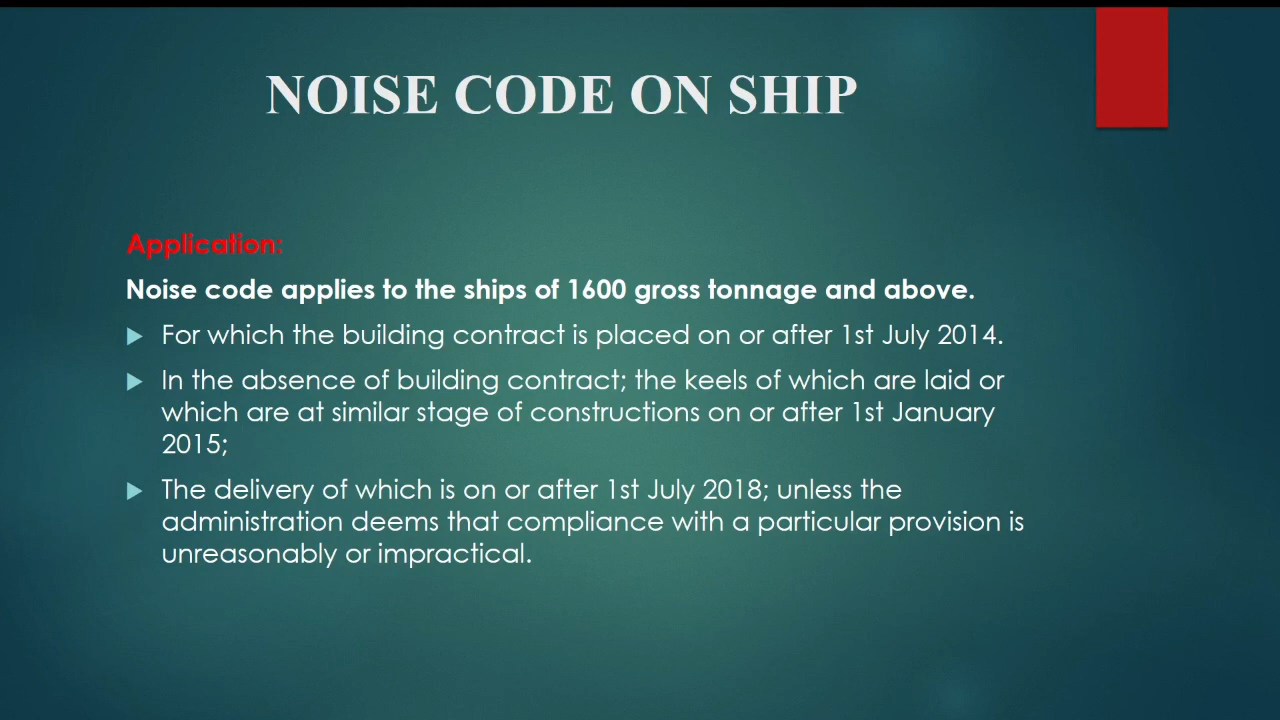 NOISE CODE ON SHIP
Application:
Noise code applies to the ships of 1600 gross tonnage and above.
For which the building contract is placed on or after 1st July 2014.
In the absence of building contract; the keels of which are laid or
which are at similar stage of constructions on or after 1st January
2015;
The delivery of which is on or after 1st July 2018; unless the
administration deems that compliance with a particular provision is
unreasonably or impractical.